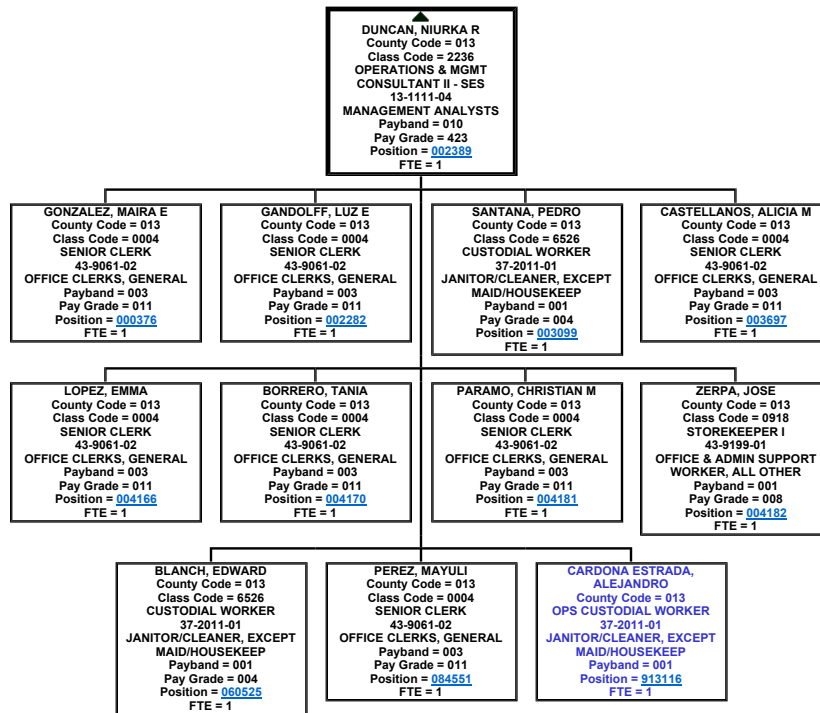 DUNCAN, NIURKA R
County Code = 013
Class Code = 2236
OPERATIONS & MGMT
CONSULTANT II - SES
13-1111-04
MANAGEMENT ANALYSTS
Payband = 010
Pay Grade = 423
Position = 002389
FTE = 1
GONZALEZ, MAIRA E
County Code = 013
Class Code = 0004
SENIOR CLERK
43-9061-02
OFFICE CLERKS, GENERAL
Payband = 003
Pay Grade = 011
Position = 000376
FTE = 1
GANDOLFF, LUZ E
County Code = 013
Class Code = 0004
SENIOR CLERK
43-9061-02
OFFICE CLERKS, GENERAL
Payband = 003
Pay Grade = 011
Position = 002282
FTE = 1
SANTANA, PEDRO
County Code = 013
Class Code = 6526
CUSTODIAL WORKER
37-2011-01
JANITOR/CLEANER, EXCEPT
MAID/HOUSEKEEP
Payband = 001
Pay Grade = 004
Position = 003099
FTE = 1
CASTELLANOS, ALICIA M
County Code = 013
Class Code = 0004
SENIOR CLERK
43-9061-02
OFFICE CLERKS, GENERAL
Payband = 003
Pay Grade = 011
Position = 003697
FTE = 1
LOPEZ, EMMA
County Code = 013
Class Code = 0004
SENIOR CLERK
43-9061-02
OFFICE CLERKS, GENERAL
Payband = 003
Pay Grade = 011
Position = 004166
FTE = 1
BORRERO, TANIA
County Code = 013
Class Code = 0004
SENIOR CLERK
43-9061-02
OFFICE CLERKS, GENERAL
Payband = 003
Pay Grade = 011
Position = 004170
FTE = 1
PARAMO, CHRISTIAN M
County Code = 013
Class Code = 0004
SENIOR CLERK
43-9061-02
OFFICE CLERKS, GENERAL
Payband = 003
Pay Grade = 011
Position = 004181
FTE = 1
ZERPA, JOSE
County Code = 013
Class Code = 0918
STOREKEEPER I
43-9199-01
OFFICE & ADMIN SUPPORT
WORKER, ALL OTHER
Payband = 001
Pay Grade = 008
Position = 004182
FTE = 1
BLANCH, EDWARD
County Code = 013
Class Code = 6526
CUSTODIAL WORKER
37-2011-01
JANITOR/CLEANER, EXCEPT
MAID/HOUSEKEEP
Payband = 001
Pay Grade = 004
Position = 060525
FTE = 1
PEREZ, MAYULI
County Code = 013
Class Code = 0004
SENIOR CLERK
43-9061-02
OFFICE CLERKS, GENERAL
Payband = 003
Pay Grade = 011
Position = 084551
FTE = 1
CARDONA ESTRADA,
ALEJANDRO
County Code = 013
OPS CUSTODIAL WORKER
37-2011-01
JANITOR/CLEANER, EXCEPT
MAID/HOUSEKEEP
Payband = 001
Position = 913116
FTE = 1